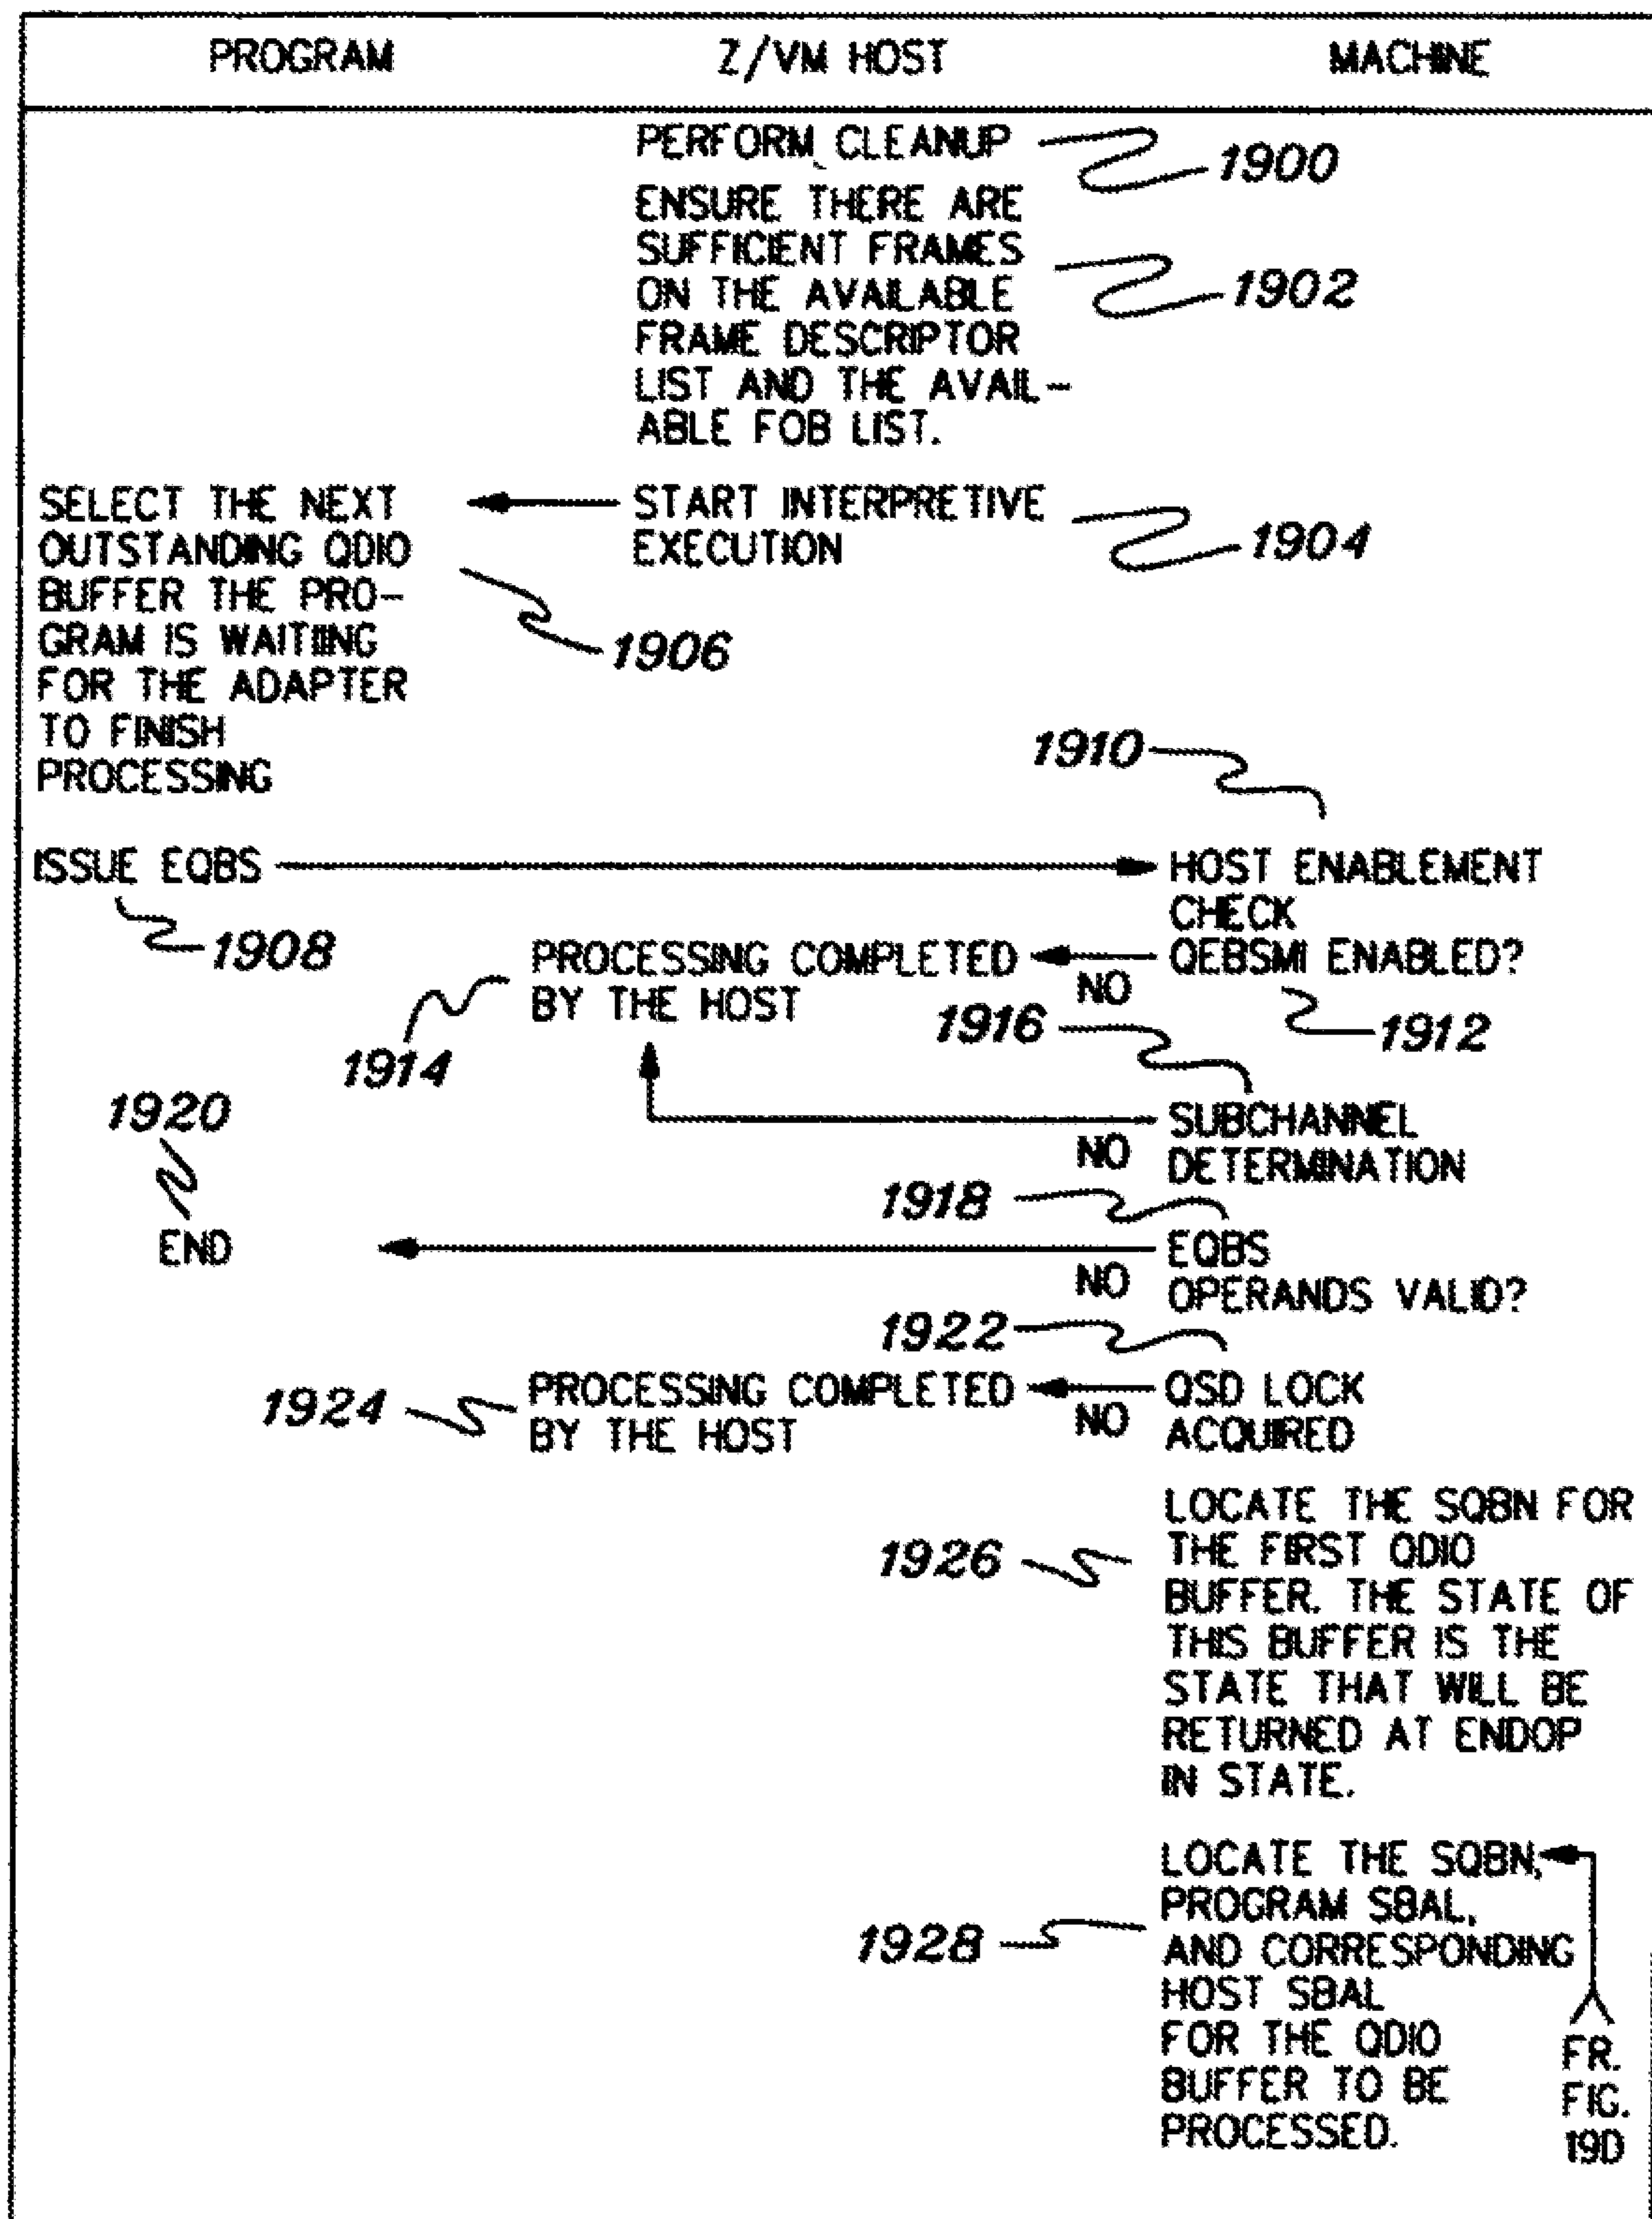 PROGRAM
Z/VM HOST
MACHINE
PERFORM CLEANUP
1900
ENSURE THERE ARE
SUFFICIENT FRAMES
ON THE AVAILABLE
FRAME DESCRIPTOR
LIST AND THE AVAIL-
ABLE FOB LIST.
1902
SELECT THE NEXT
OUTSTANDING QDIO
BUFFER THE PRO-
GRAM IS WAITIING
FOR THE ADAPTER
TO FINISH
PROCESSING
START INTERPRETIVE
EXECUTION
1904
1906
1910
ISSUE EQBS
1908
HOST ENABLEMENT
CHECK
QEBSMI ENABLED?
NO
1912
PROCESSING COMPLETED
BY THE HOST
1914
1916
SUBCHANNEL
DETERMINATION
NO
1920
END
1918
EQBS
OPERANDS VALID?
NO
1922
QSD LOCK
ACQUIRED
NO
PROCESSING COMPLETED
BY THE HOST
1924
1926
LOCATE THE SQBN FOR
THE FIRST QDIO
BUFFER. THE STATE OF
THIS BUFFER IS THE
STATE THAT WILL BE
RETURNED AT ENDOP
IN STATE.
1928
LOCATE THE SQBN,
PROGRAM SBAL,
AND CORRESPONDING
HOST SBAL
FOR THE QDIO
BUFFER TO BE
PROCESSED.
FR.
FIG.
19D